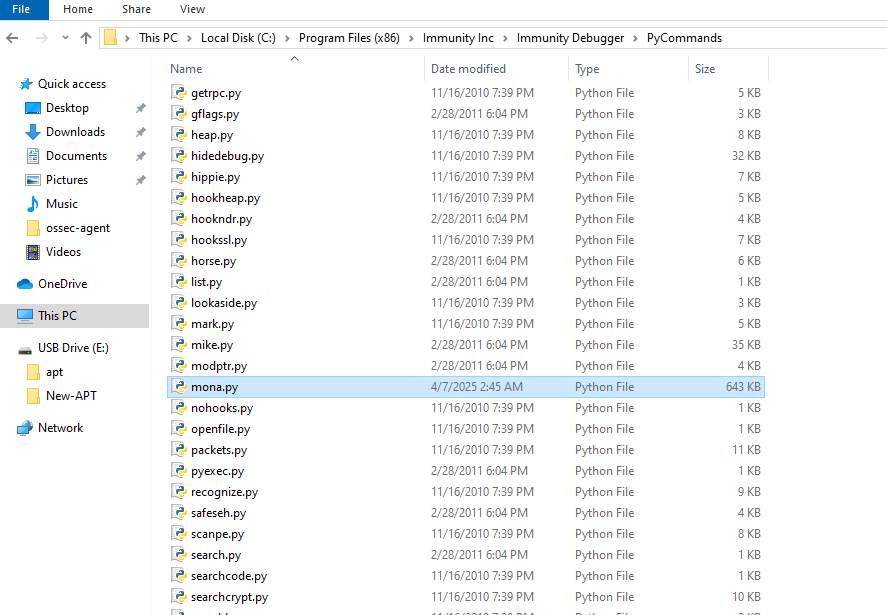 File Home Share View
This PC Local Disk (C:) Program Files (x86) Immunity Inc Immunity Debugger PyCommands
Quick access
Desktop
Downloads
Documents
Pictures
Music
ossec-agent
Videos
OneDrive
This PC
USB Drive (E:)
apt
New-APT
Network
Name Date modified Type Size
getrpc.py 11/16/2010 7:39 PM Python File 5 KB
gflags.py 2/28/2011 6:04 PM Python File 3 KB
heap.py 11/16/2010 7:39 PM Python File 8 KB
hidedebug.py 11/16/2010 7:39 PM Python File 32 KB
hippie.py 11/16/2010 7:39 PM Python File 7 KB
hookheap.py 11/16/2010 7:39 PM Python File 5 KB
hookndr.py 2/28/2011 6:04 PM Python File 4 KB
hookssl.py 11/16/2010 7:39 PM Python File 7 KB
horse.py 2/28/2011 6:04 PM Python File 6 KB
list.py 2/28/2011 6:04 PM Python File 1 KB
lookaside.py 11/16/2010 7:39 PM Python File 3 KB
mark.py 11/16/2010 7:39 PM Python File 5 KB
mike.py 2/28/2011 6:04 PM Python File 35 KB
modptr.py 2/28/2011 6:04 PM Python File 4 KB
mona.py 4/7/2025 2:45 AM Python File 643 KB
nohooks.py 11/16/2010 7:39 PM Python File 1 KB
openfile.py 11/16/2010 7:39 PM Python File 1 KB
packets.py 11/16/2010 7:39 PM Python File 11 KB
pyexec.py 2/28/2011 6:04 PM Python File 1 KB
recognize.py 11/16/2010 7:39 PM Python File 9 KB
safeseh.py 2/28/2011 6:04 PM Python File 4 KB
scanpe.py 11/16/2010 7:39 PM Python File 8 KB
search.py 2/28/2011 6:04 PM Python File 1 KB
searchcode.py 11/16/2010 7:39 PM Python File 1 KB
searchcrypt.py 11/16/2010 7:39 PM Python File 10 KB